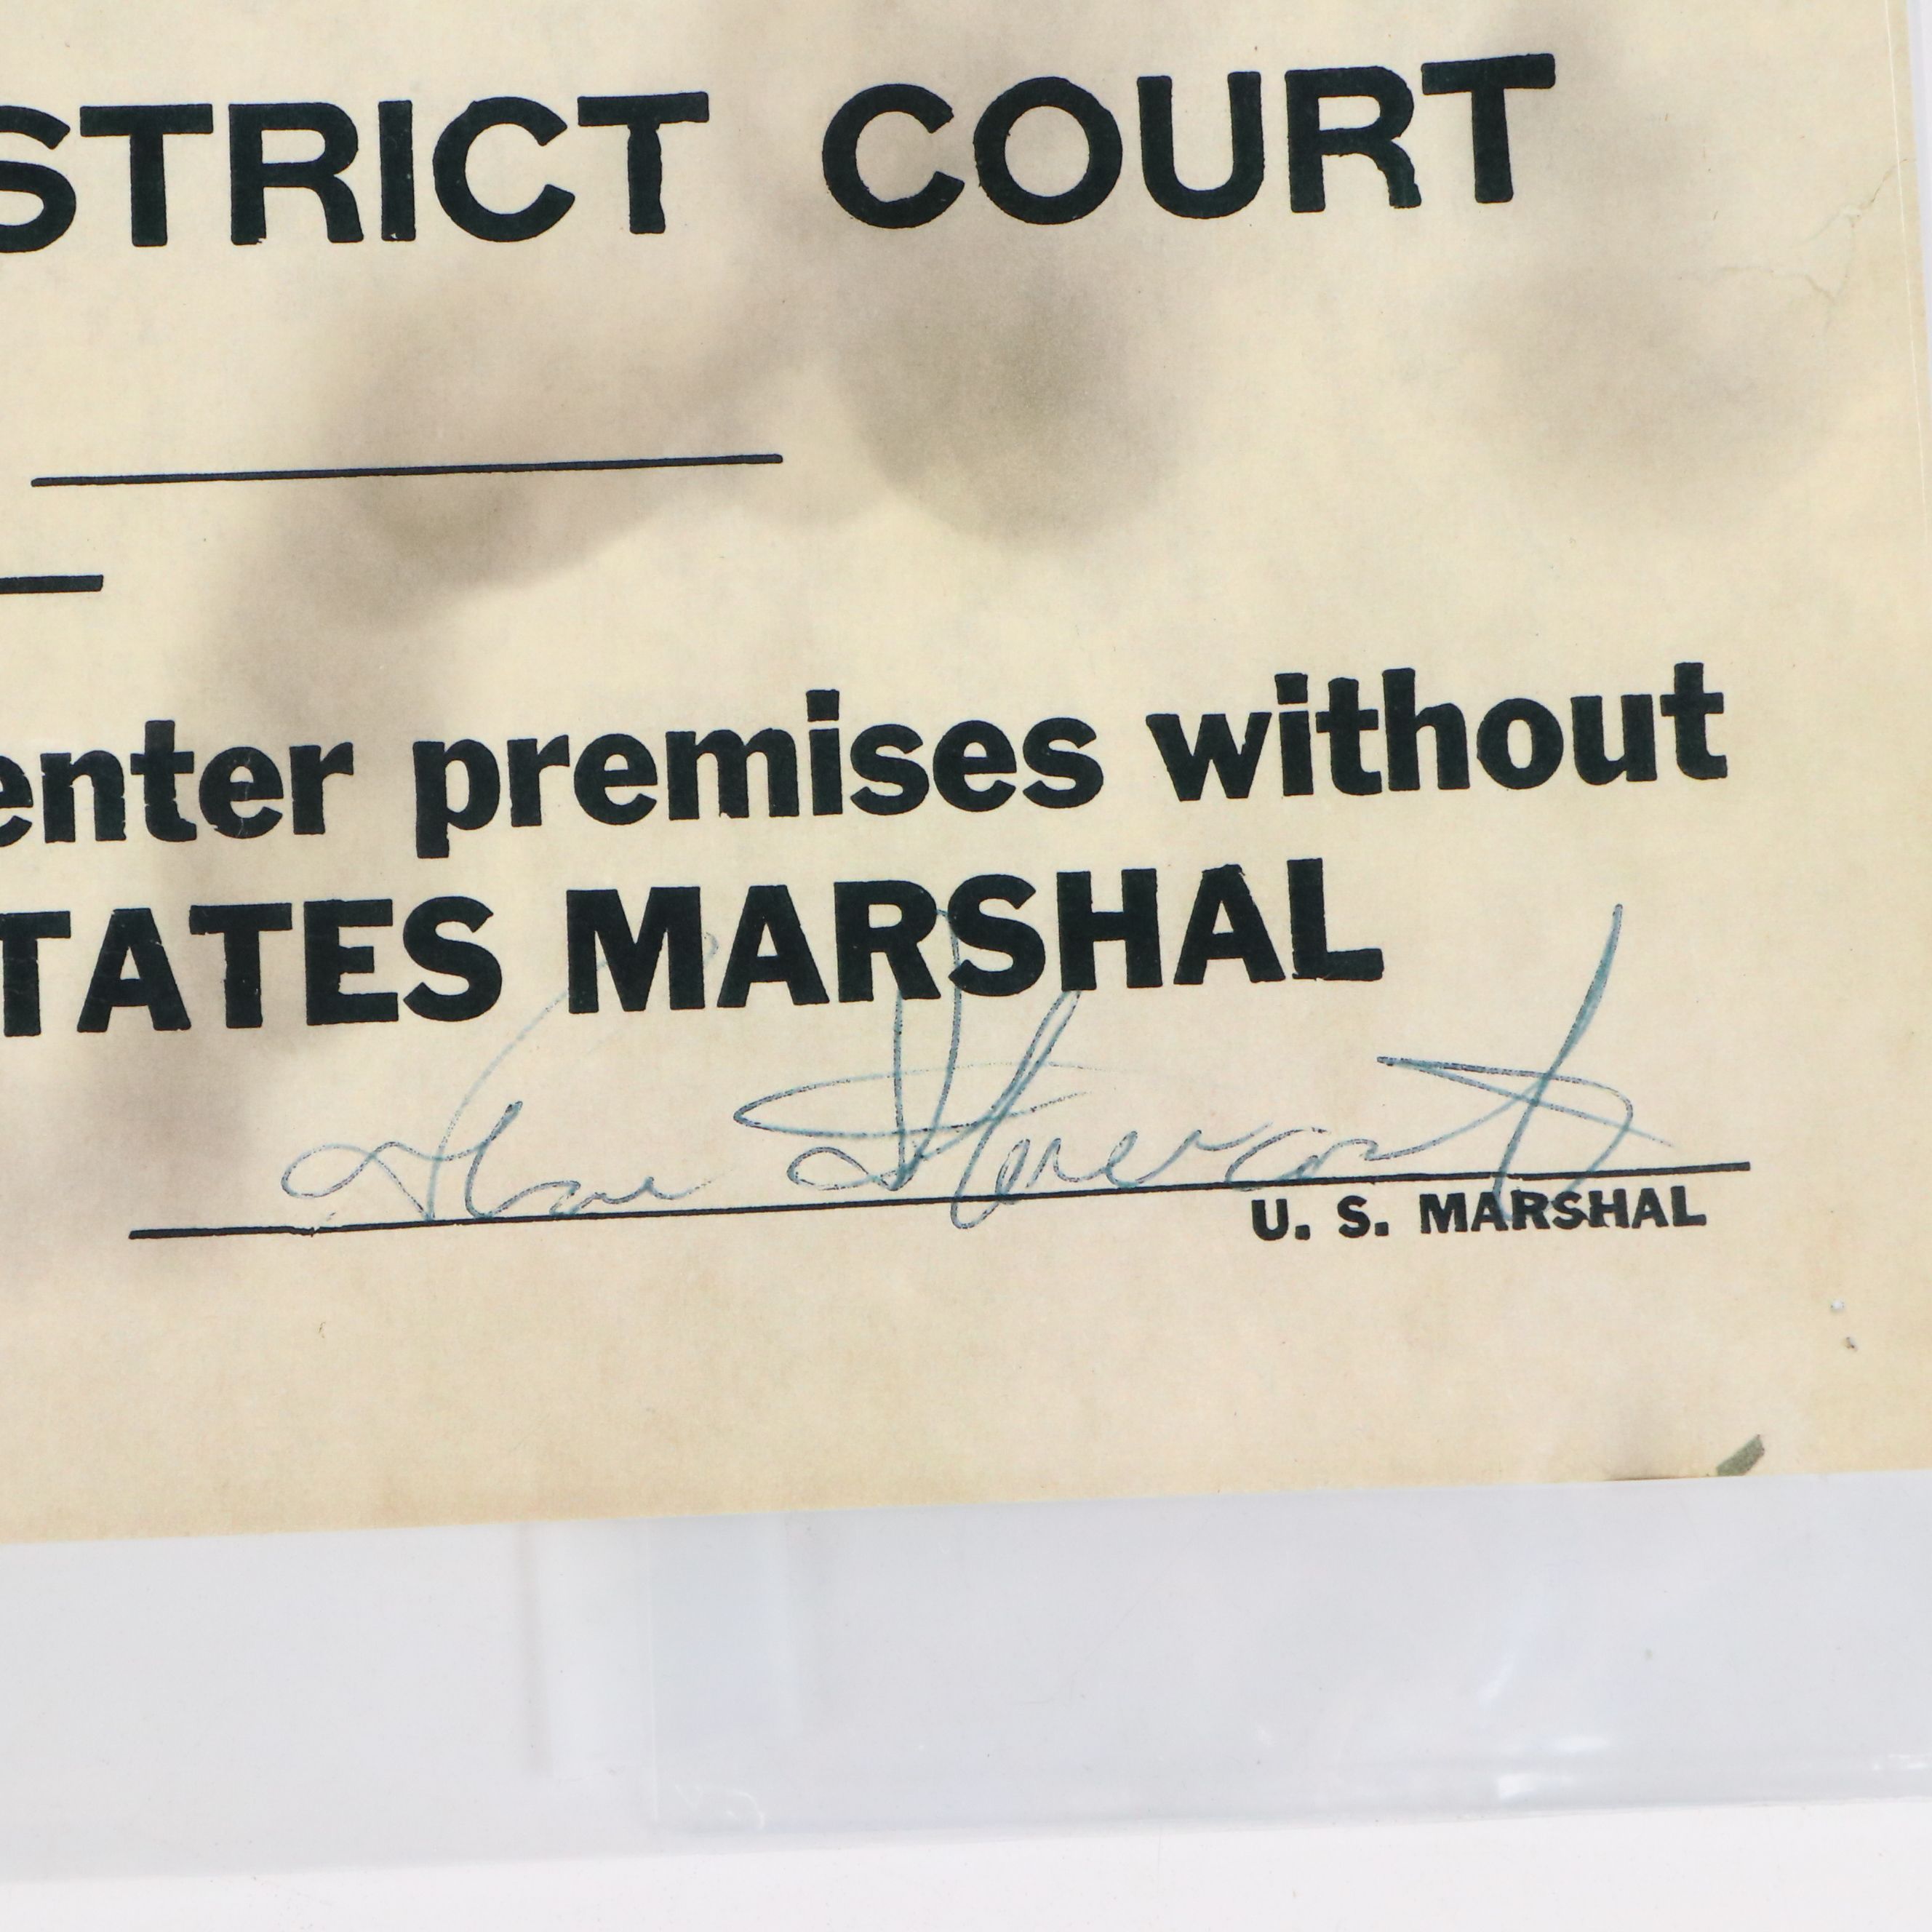 STRICT COURT
enter premises without
TATES MARSHAL
U. S. MARSHAL